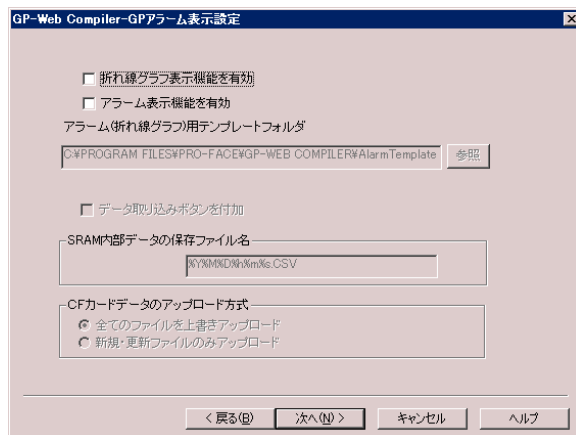 GP-Web Compiler-GPアラーム表示設定
折れ線グラフ表示機能を有効
アラーム表示機能を有効
アラーム(折れ線グラフ)用テンプレートフォルダ
C:¥PROGRAM FILES¥PRO-FACE¥GP-WEB COMPILER¥AlarmTemplate 参照
データ取り込みボタンを付加
SRAM内部データの保存ファイル名
%Y%M%D%h%m%s.CSV
CFカードデータのアップロード方式
全てのファイルを上書きアップロード
新規・更新ファイルのみアップロード
< 戻る(B) 次へ(N) > キャンセル ヘルプ